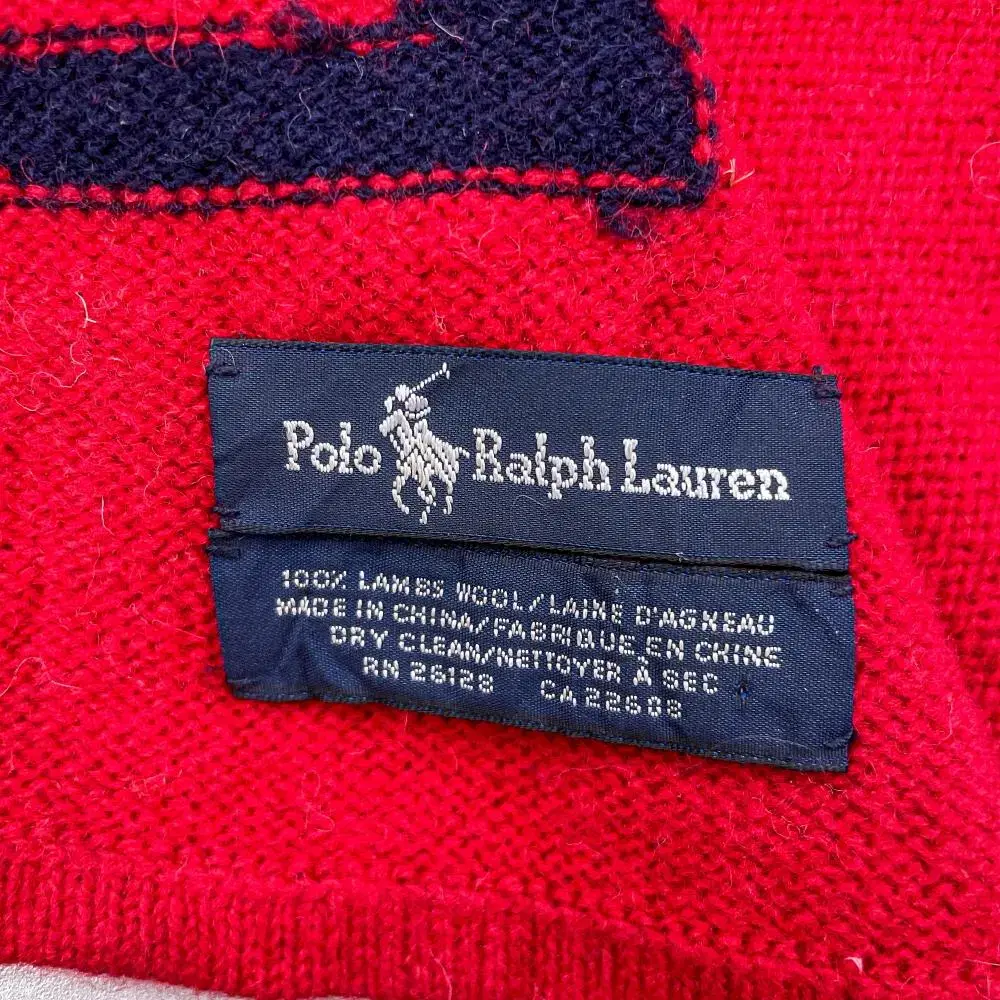 Polo Ralph Lauren
100% LAMBS WOOL/LAINE D'AGNEAU
MADE IN CHINA/FABRIQUE EN CHINE
DRY CLEAN/NETTOYER À SEC
RN 26128 CA 22603